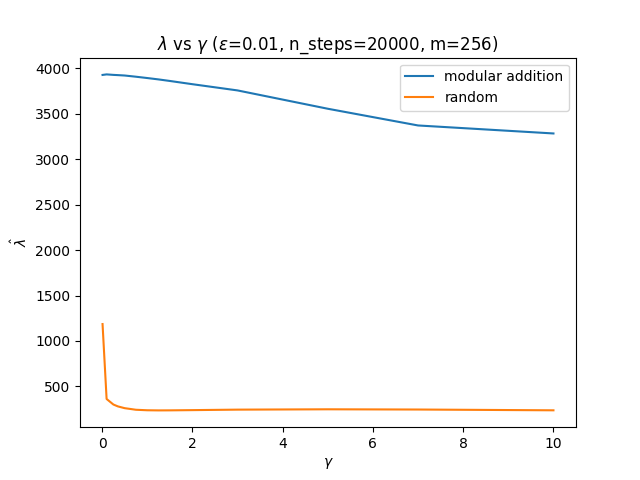 λ vs γ (ε=0.01, n_steps=20000, m=256)
4000
3500
3000
2500
2000
1500
1000
500
λ̂
modular addition
random
0 2 4 6 8 10
γ